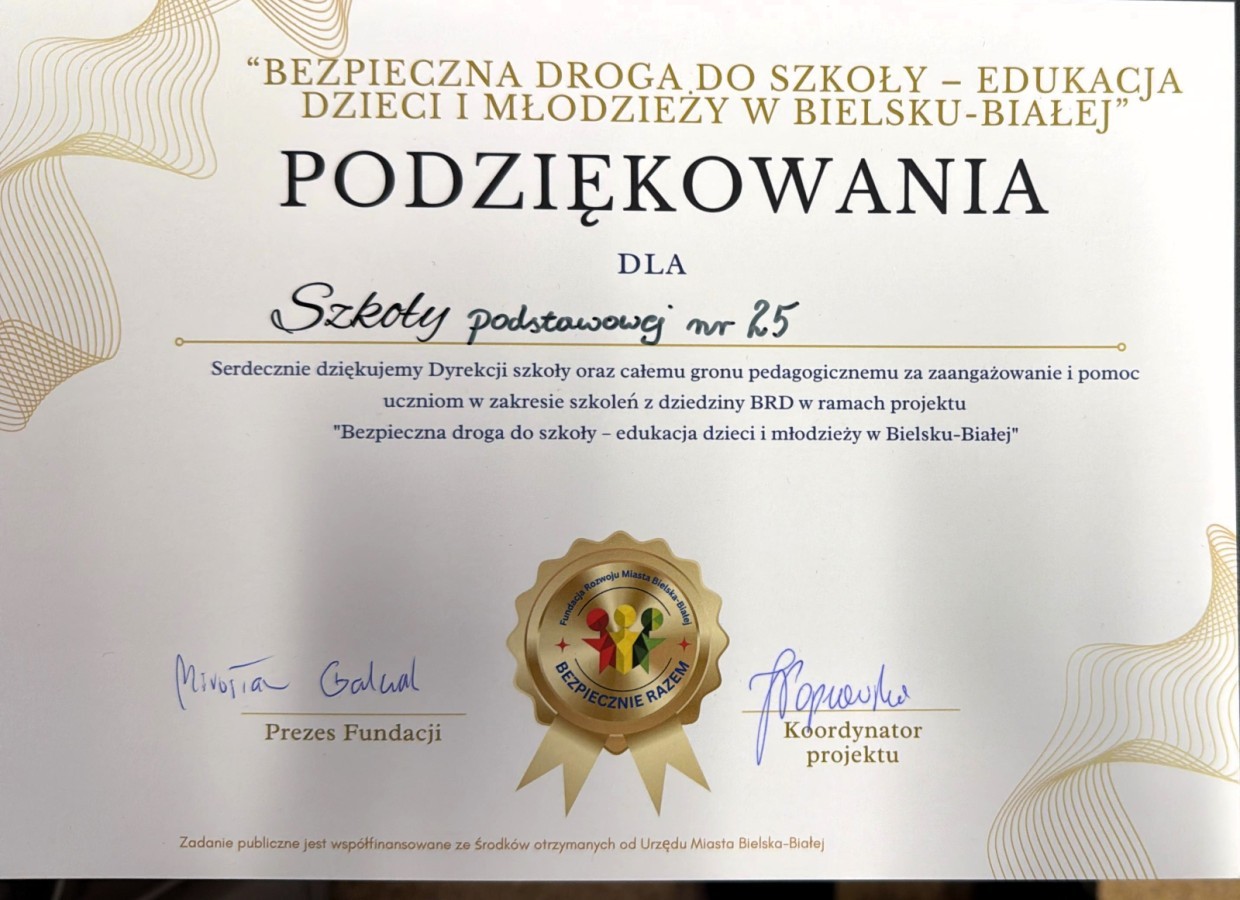 “BEZPIECZNA DROGA DO SZKOŁY – EDUKACJA
DZIECI I MŁODZIEŻY W BIELSKU-BIAŁEJ”
PODZIĘKOWANIA
DLA
Szkoły podstawowej nr 25
Serdecznie dziękujemy Dyrekcji szkoły oraz całemu gronu pedagogicznemu za zaangażowanie i pomoc
uczniom w zakresie szkoleń z dziedziny BRD w ramach projektu
"Bezpieczna droga do szkoły – edukacja dzieci i młodzieży w Bielsku-Białej"
Fundacja Rozwoju Miasta Bielska-Białej
BEZPIECZNIE RAZEM
Mirosław
Prezes Fundacji
Koordynator
projektu
Zadanie publiczne jest współfinansowane ze Środków otrzymanych od Urzędu Miasta Bielska-Białej